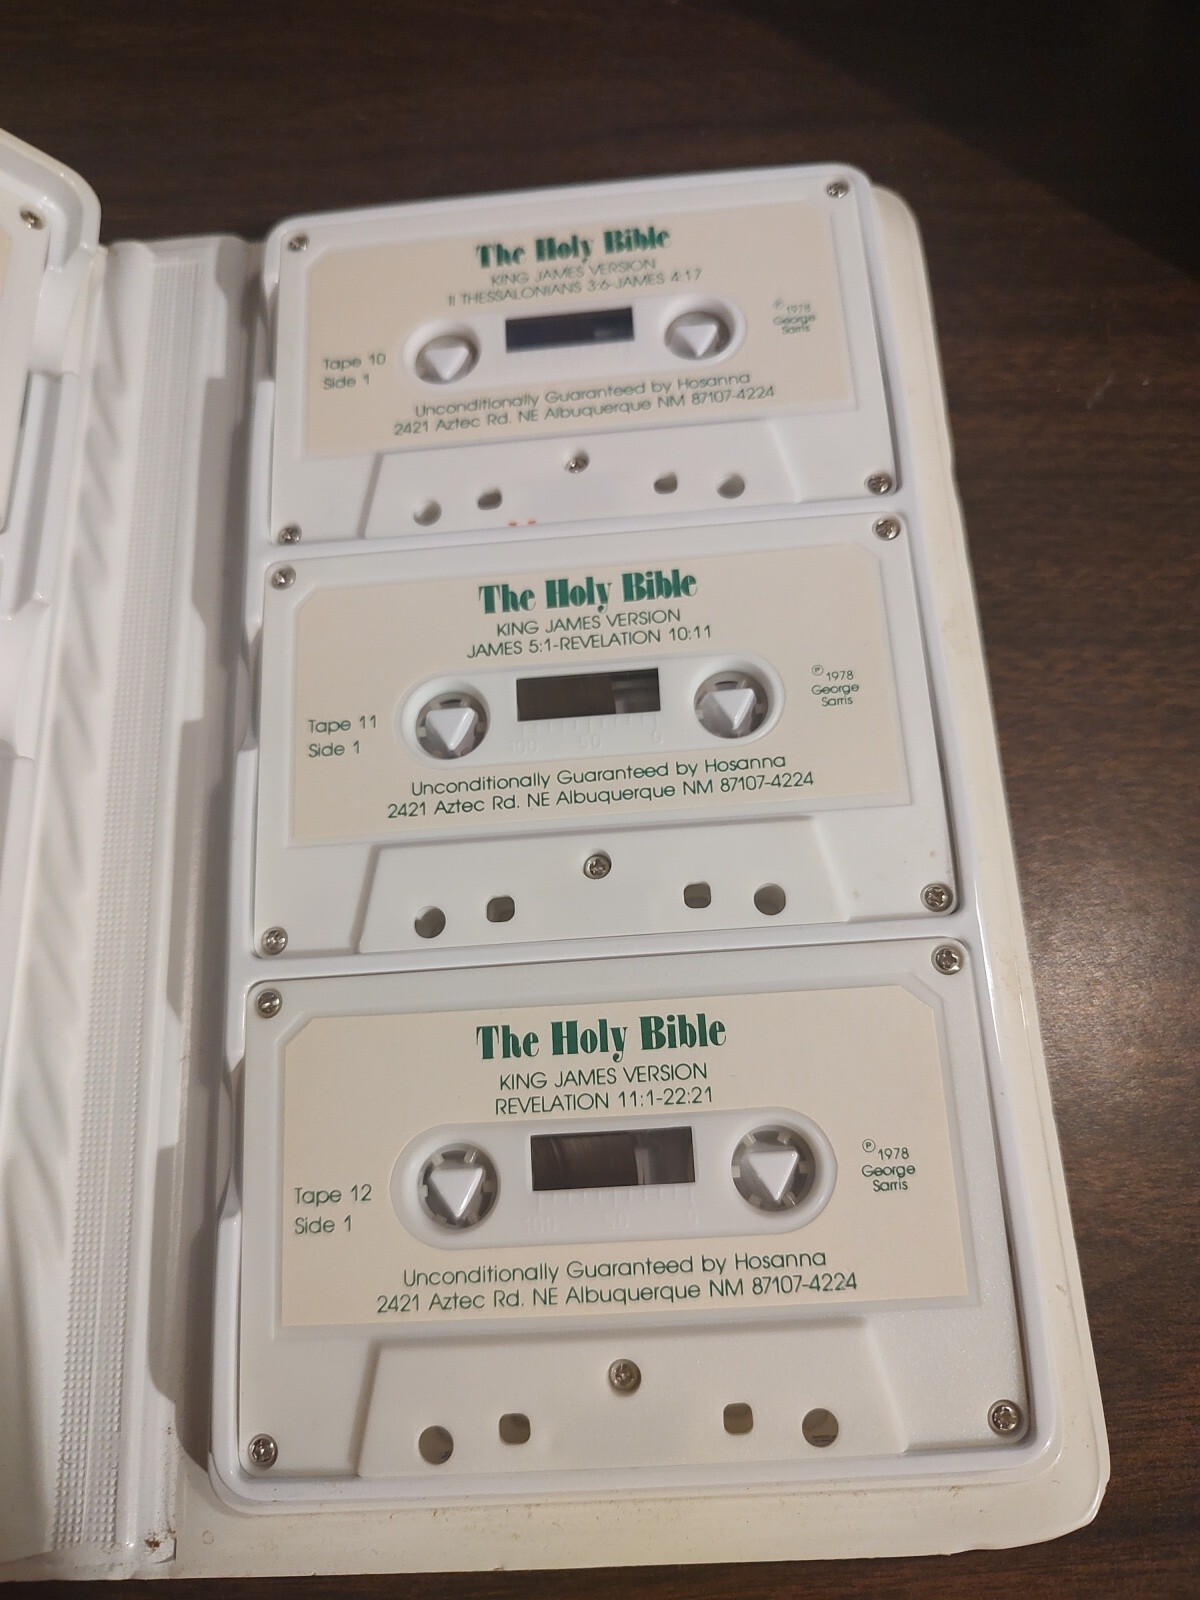 The Holy Bible
KING JAMES VERSION
II THESSALONIANS 3:6-JAMES 4:17
℗ 1978
George
Sarris
Tape 10
Side 1
Unconditionally Guaranteed by Hosanna
2421 Aztec Rd. NE Albuquerque NM 87107-4224
The Holy Bible
KING JAMES VERSION
JAMES 5:1-REVELATION 10:11
℗ 1978
George
Sarris
Tape 11
Side 1
100 50 0
Unconditionally Guaranteed by Hosanna
2421 Aztec Rd. NE Albuquerque NM 87107-4224
The Holy Bible
KING JAMES VERSION
REVELATION 11:1-22:21
℗ 1978
George
Sarris
Tape 12
Side 1
100 50
Unconditionally Guaranteed by Hosanna
2421 Aztec Rd. NE Albuquerque NM 87107-4224